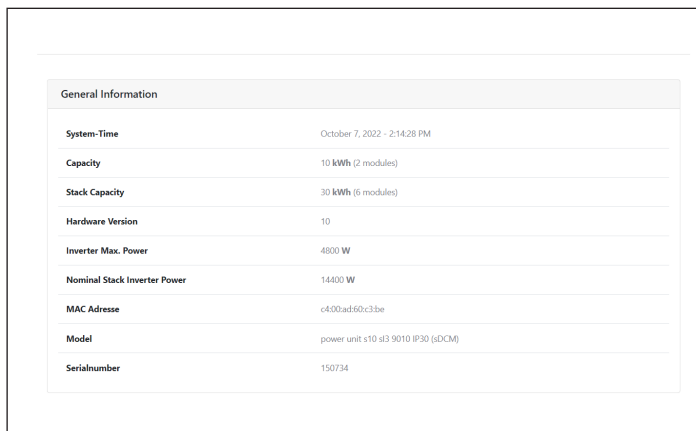 General Information
System-Time October 7, 2022 - 2:14:28 PM
Capacity 10 kWh (2 modules)
Stack Capacity 30 kWh (6 modules)
Hardware Version 10
Inverter Max. Power 4800 W
Nominal Stack Inverter Power 14400 W
MAC Adresse c4:00:ad:60:c3:be
Model power unit s10 sl3 9010 IP30 (sDCM)
Serialnumber 150734